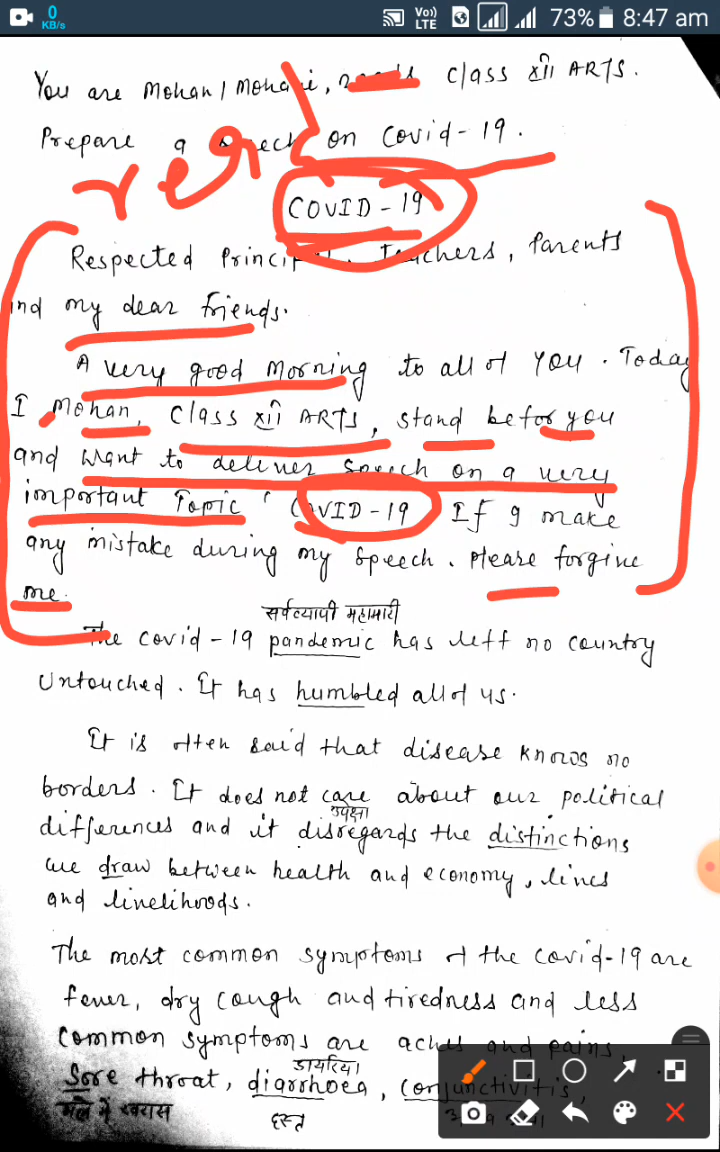 0
KB/s
Vo))
LTE
73%
8:47 am
You are Mohan / Mohani, class XII ARTS.
Prepare a speech on Covid-19.
COVID-19
Respected Principal, Teachers, Parents
and my dear friends.
A very good Morning to all of you. Today
I, Mohan, Class XII ARTS, stand before you
and want to deliver speech on a very
important Topic ' COVID-19 If I make
any mistake during my speech. Please forgive
me.
सर्वव्यापी महामारी
The covid-19 pandemic has left no country
Untouched. It has humbled all of us.
It is often said that disease knows no
borders. It does not care about our political
उपेक्षा
differences and it disregards the distinctions
we draw between health and economy, lives
and livelihoods.
The most common symptoms of the covid-19 are
fever, dry cough and tiredness and less
Common symptoms are aches and pains,
डायरिया
Sore throat, diarrhoea, conjunctivitis,
गले में खरास दस्त